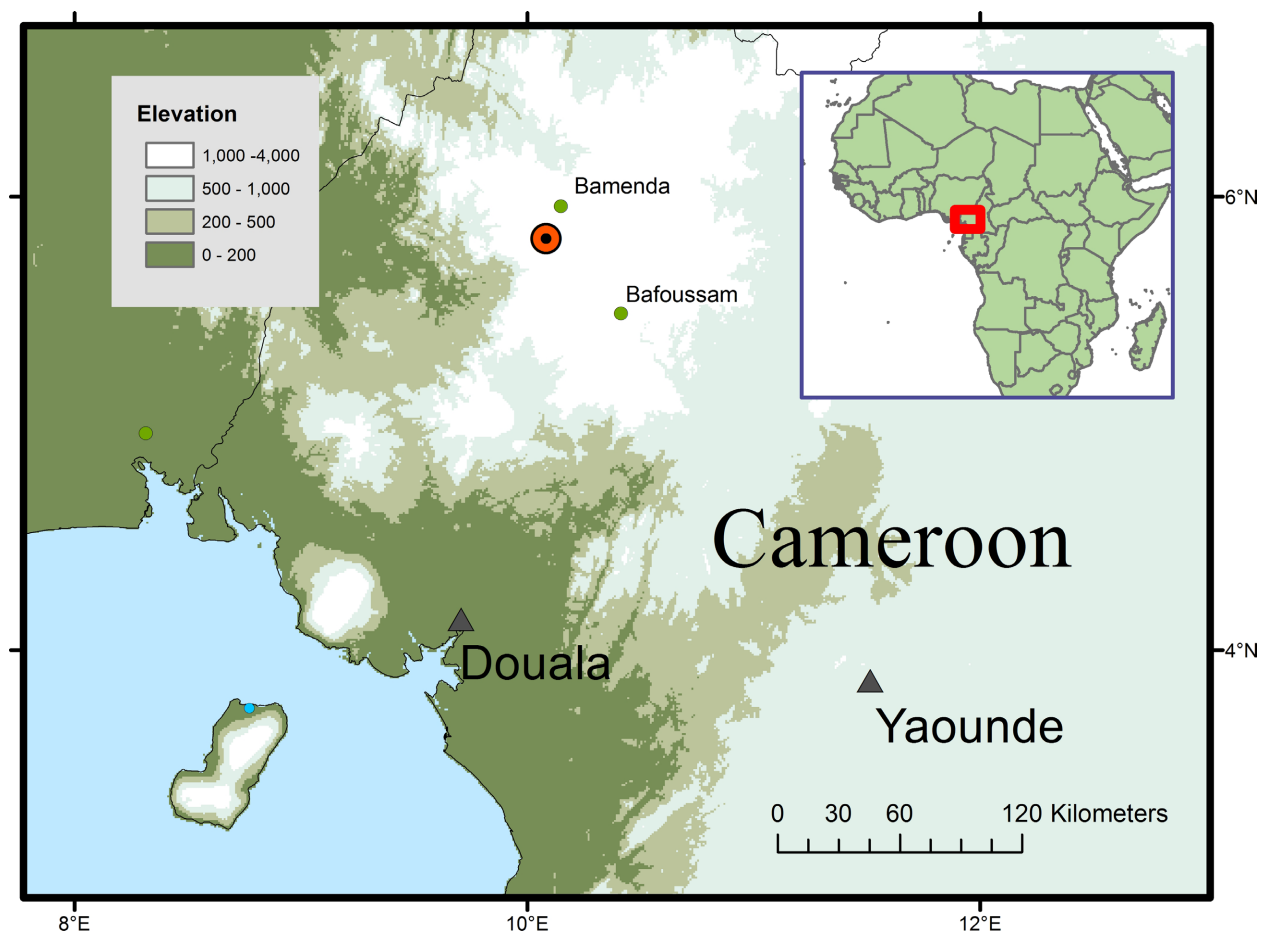 Elevation
1,000 -4,000
500 - 1,000
200 - 500
0 - 200
Bamenda
6°N
Bafoussam
Cameroon
Douala
4°N
Yaounde
0 30 60 120 Kilometers
8°E 10°E 12°E